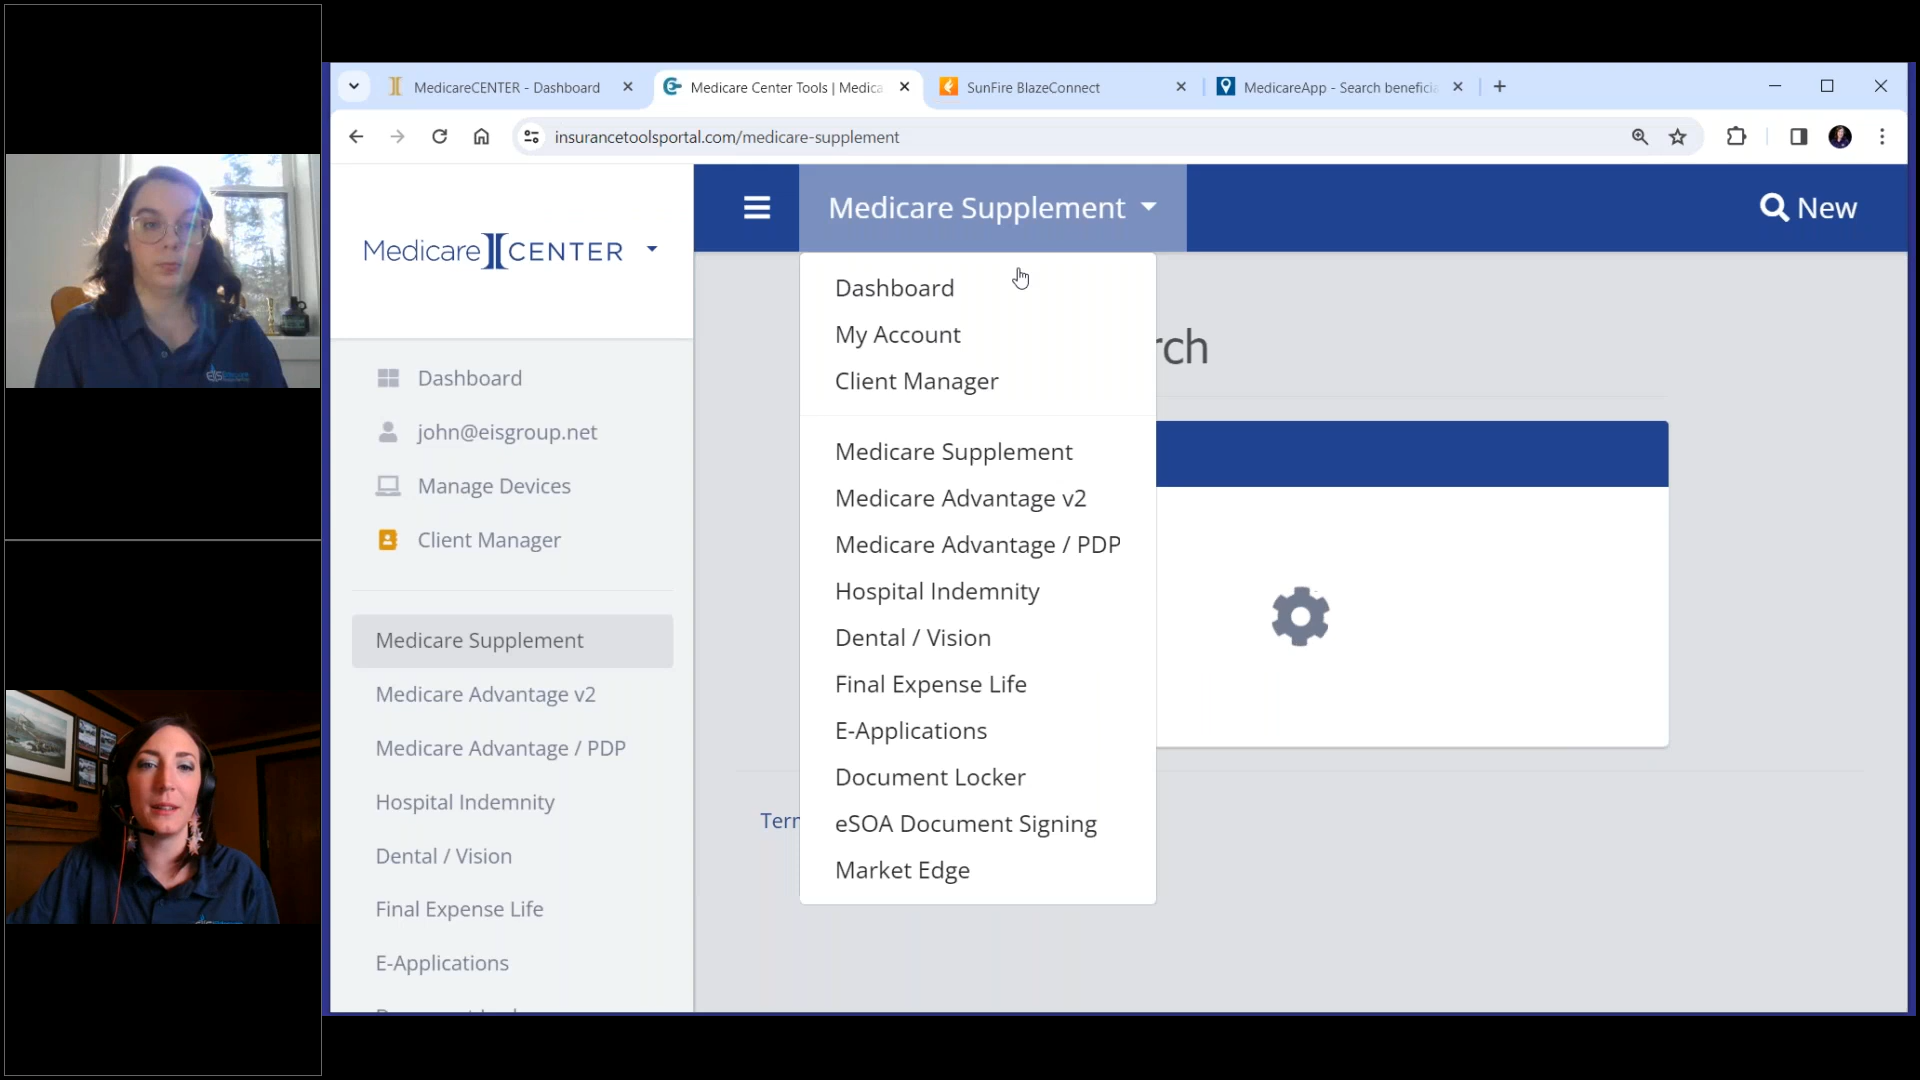 MedicareCENTER - Dashboard
Medicare Center Tools | Medica
SunFire BlazeConnect
MedicareApp - Search benefici
insurancetoolsportal.com/medicare-supplement
Medicare CENTER
Medicare Supplement
New
Dashboard
john@eisgroup.net
Manage Devices
Client Manager
Medicare Supplement
Medicare Advantage v2
Medicare Advantage / PDP
Hospital Indemnity
Dental / Vision
Final Expense Life
E-Applications
Dashboard
My Account
Client Manager
Medicare Supplement
Medicare Advantage v2
Medicare Advantage / PDP
Hospital Indemnity
Dental / Vision
Final Expense Life
E-Applications
Document Locker
eSOA Document Signing
Market Edge
rch
Terr